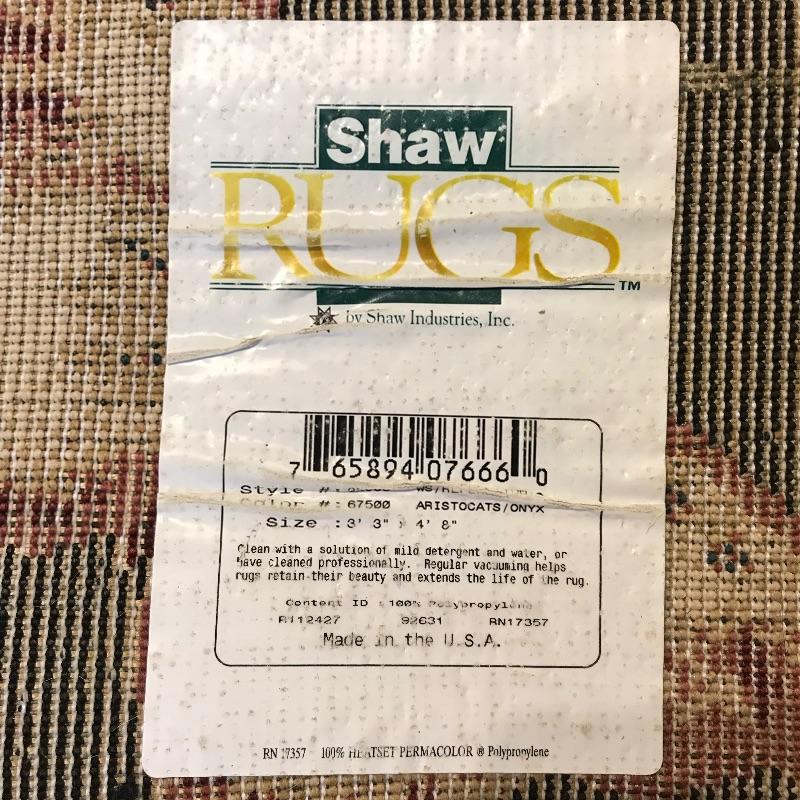 Shaw
RUGS
TM
by Shaw Industries, Inc.
7 65894 07666 0
Style #:
Color #: 67500 ARISTOCATS/ONYX
Size : 3' 3" x 4' 8"
Clean with a solution of mild detergent and water, or
have cleaned professionally. Regular vacuuming helps
rugs retain their beauty and extends the life of the rug.
Content ID : 100% Polypropylene
92631 RN17357
Made in the U.S.A.
RN 17357 100% HEATSET PERMACOLOR ® Polypropylene